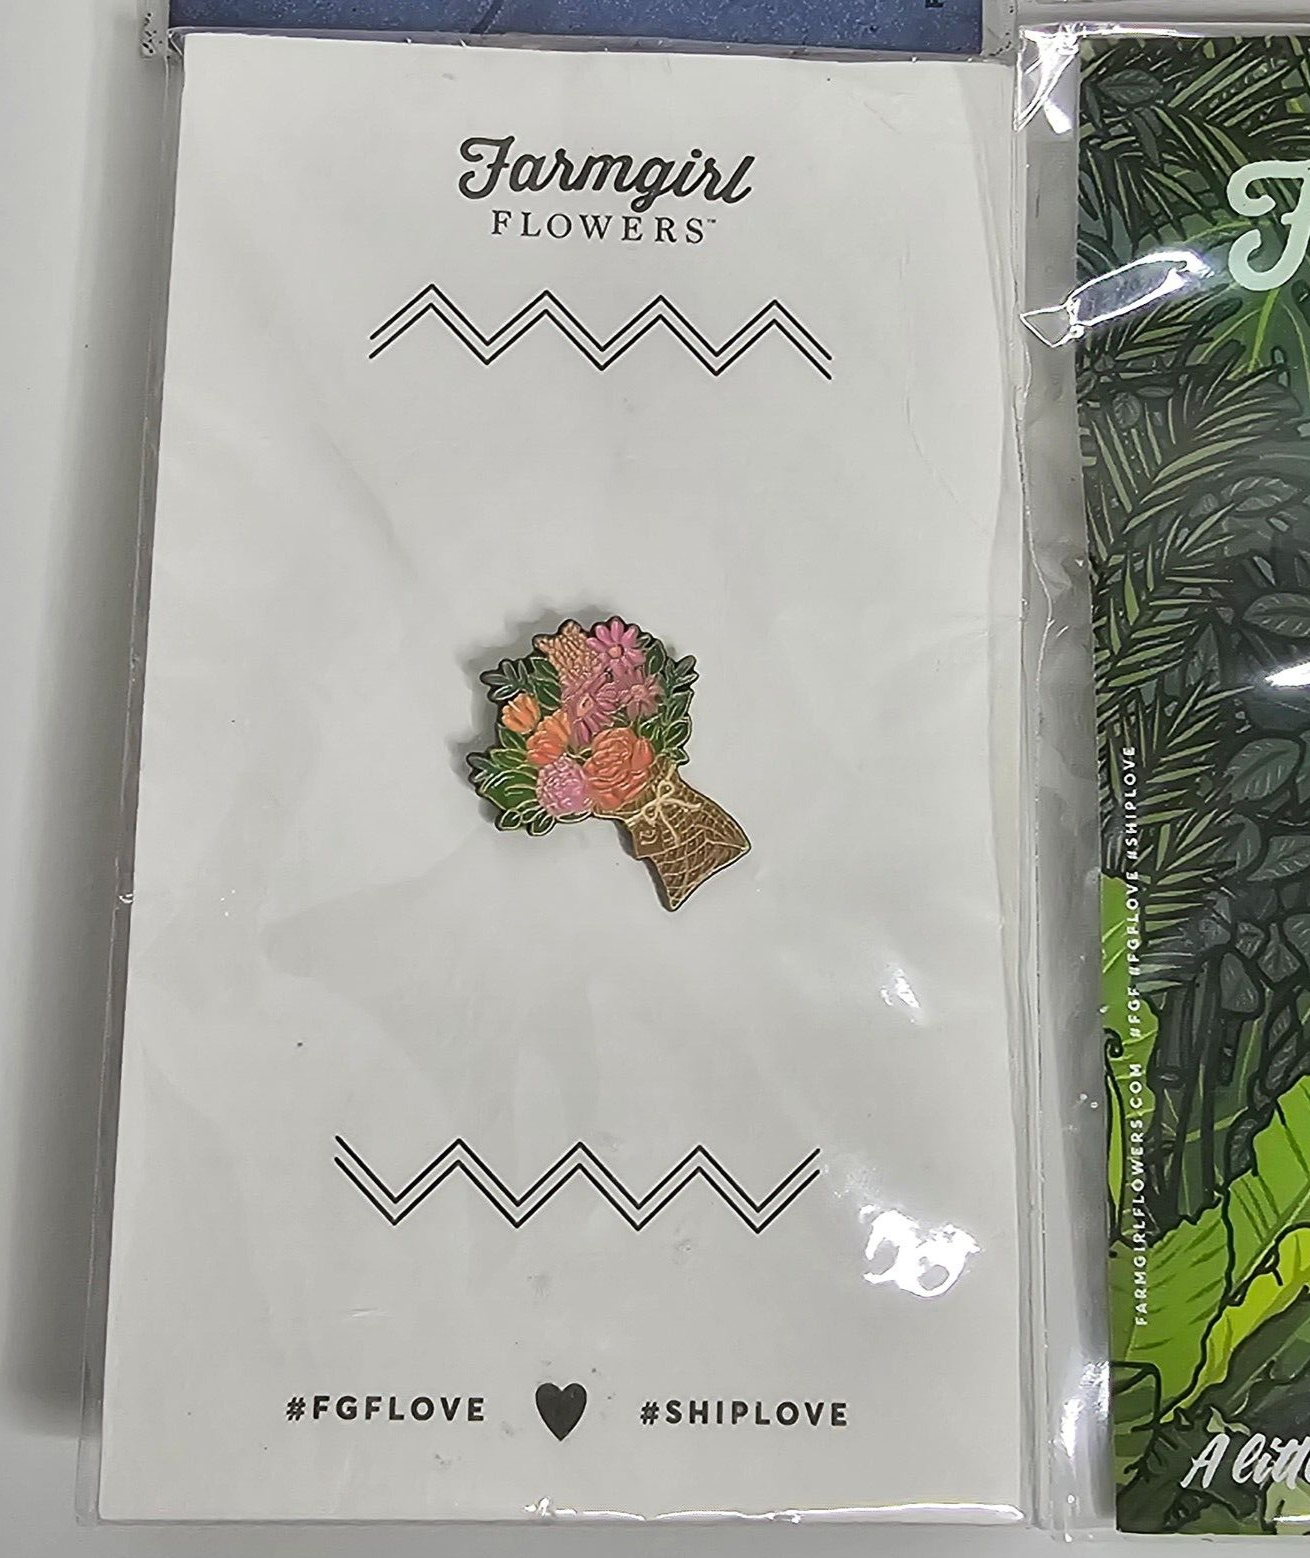 Farmgirl
FLOWERS™
#FGFLOVE ♥ #SHIPLOVE
FARMGIRLFLOWERS.COM #FGF #FGFLOVE #SHIPLOVE
A